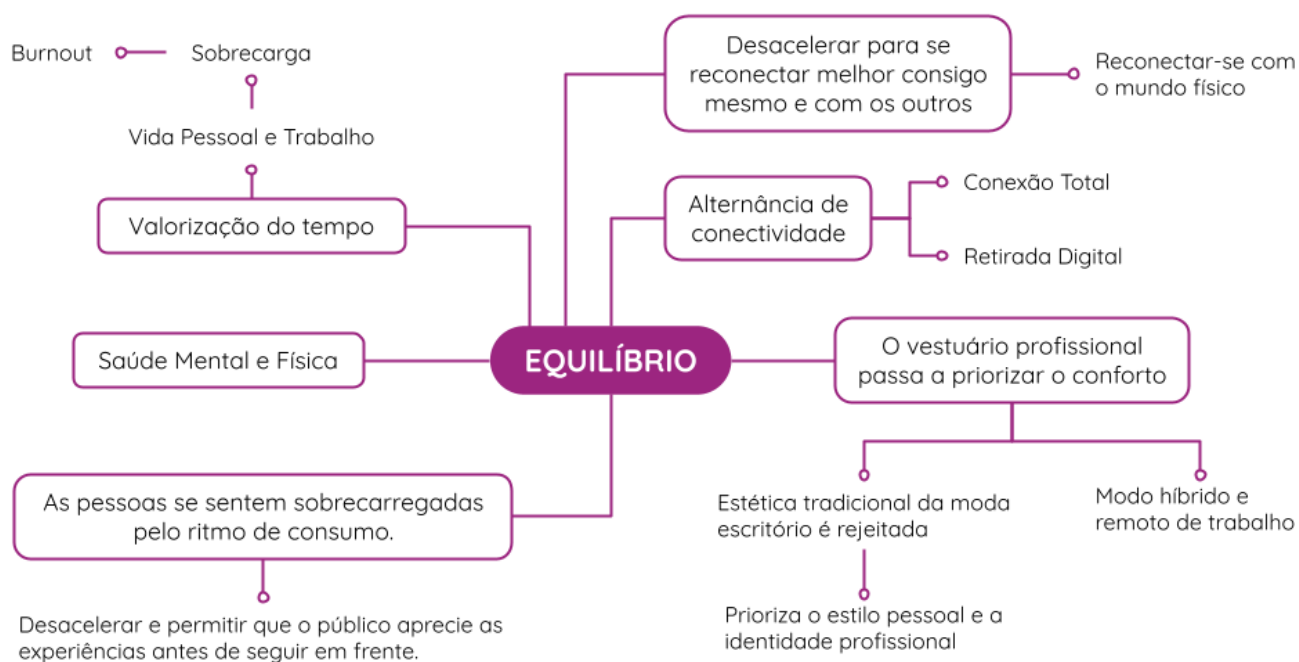 Burnout
Sobrecarga
Vida Pessoal e Trabalho
Valorização do tempo
Desacelerar para se
reconectar melhor consigo
mesmo e com os outros
Reconectar-se com
o mundo físico
Alternância de
conectividade
Conexão Total
Retirada Digital
Saúde Mental e Física
EQUILÍBRIO
O vestuário profissional
passa a priorizar o conforto
As pessoas se sentem sobrecarregadas
pelo ritmo de consumo.
Desacelerar e permitir que o público aprecie as
experiências antes de seguir em frente.
Estética tradicional da moda
escritório é rejeitada
Prioriza o estilo pessoal e a
identidade profissional
Modo híbrido e
remoto de trabalho